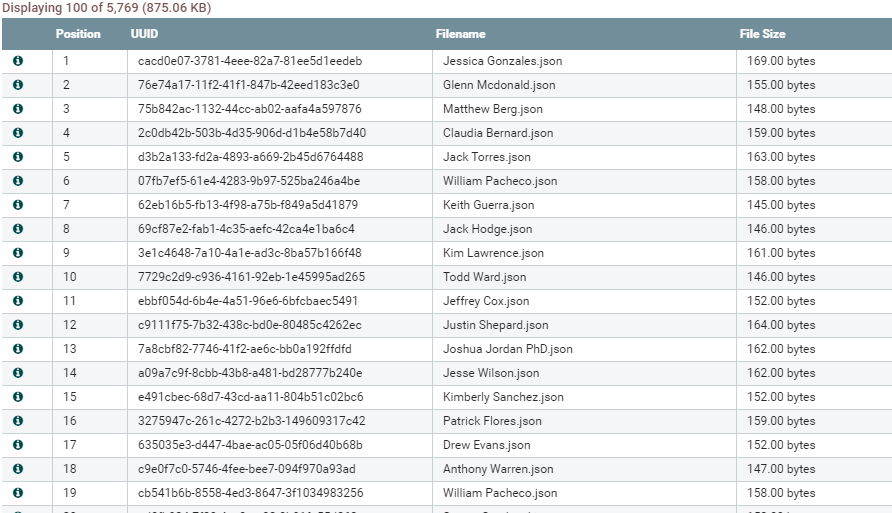 Displaying 100 of 5,769 (875.06 KB)
Position UUID Filename File Size
1 cacd0e07-3781-4eee-82a7-81ee5d1eedeb Jessica Gonzales.json 169.00 bytes
2 76e74a17-11f2-41f1-847b-42eed183c3e0 Glenn Mcdonald.json 155.00 bytes
3 75b842ac-1132-44cc-ab02-aafa4a597876 Matthew Berg.json 148.00 bytes
4 2c0db42b-503b-4d35-906d-d1b4e58b7d40 Claudia Bernard.json 159.00 bytes
5 d3b2a133-fd2a-4893-a669-2b45d6764488 Jack Torres.json 163.00 bytes
6 07fb7ef5-61e4-4283-9b97-525ba246a4be William Pacheco.json 158.00 bytes
7 62eb16b5-fb13-4f98-a75b-f849a5d41879 Keith Guerra.json 145.00 bytes
8 69cf87e2-fab1-4c35-aefc-42ca4e1ba6c4 Jack Hodge.json 146.00 bytes
9 3e1c4648-7a10-4a1e-ad3c-8ba57b166f48 Kim Lawrence.json 161.00 bytes
10 7729c2d9-c936-4161-92eb-1e45995ad265 Todd Ward.json 146.00 bytes
11 ebbf054d-6b4e-4a51-96e6-6bfcbaec5491 Jeffrey Cox.json 152.00 bytes
12 c9111f75-7b32-438c-bd0e-80485c4262ec Justin Shepard.json 164.00 bytes
13 7a8cbf82-7746-41f2-ae6c-bb0a192ffdfd Joshua Jordan PhD.json 162.00 bytes
14 a09a7c9f-8cbb-43b8-a481-bd28777b240e Jesse Wilson.json 162.00 bytes
15 e491cbec-68d7-43cd-aa11-804b51c02bc6 Kimberly Sanchez.json 152.00 bytes
16 3275947c-261c-4272-b2b3-149609317c42 Patrick Flores.json 159.00 bytes
17 635035e3-d447-4bae-ac05-05f06d40b68b Drew Evans.json 152.00 bytes
18 c9e0f7c0-5746-4fee-bee7-094f970a93ad Anthony Warren.json 147.00 bytes
19 cb541b6b-8558-4ed3-8647-3f1034983256 William Pacheco.json 158.00 bytes